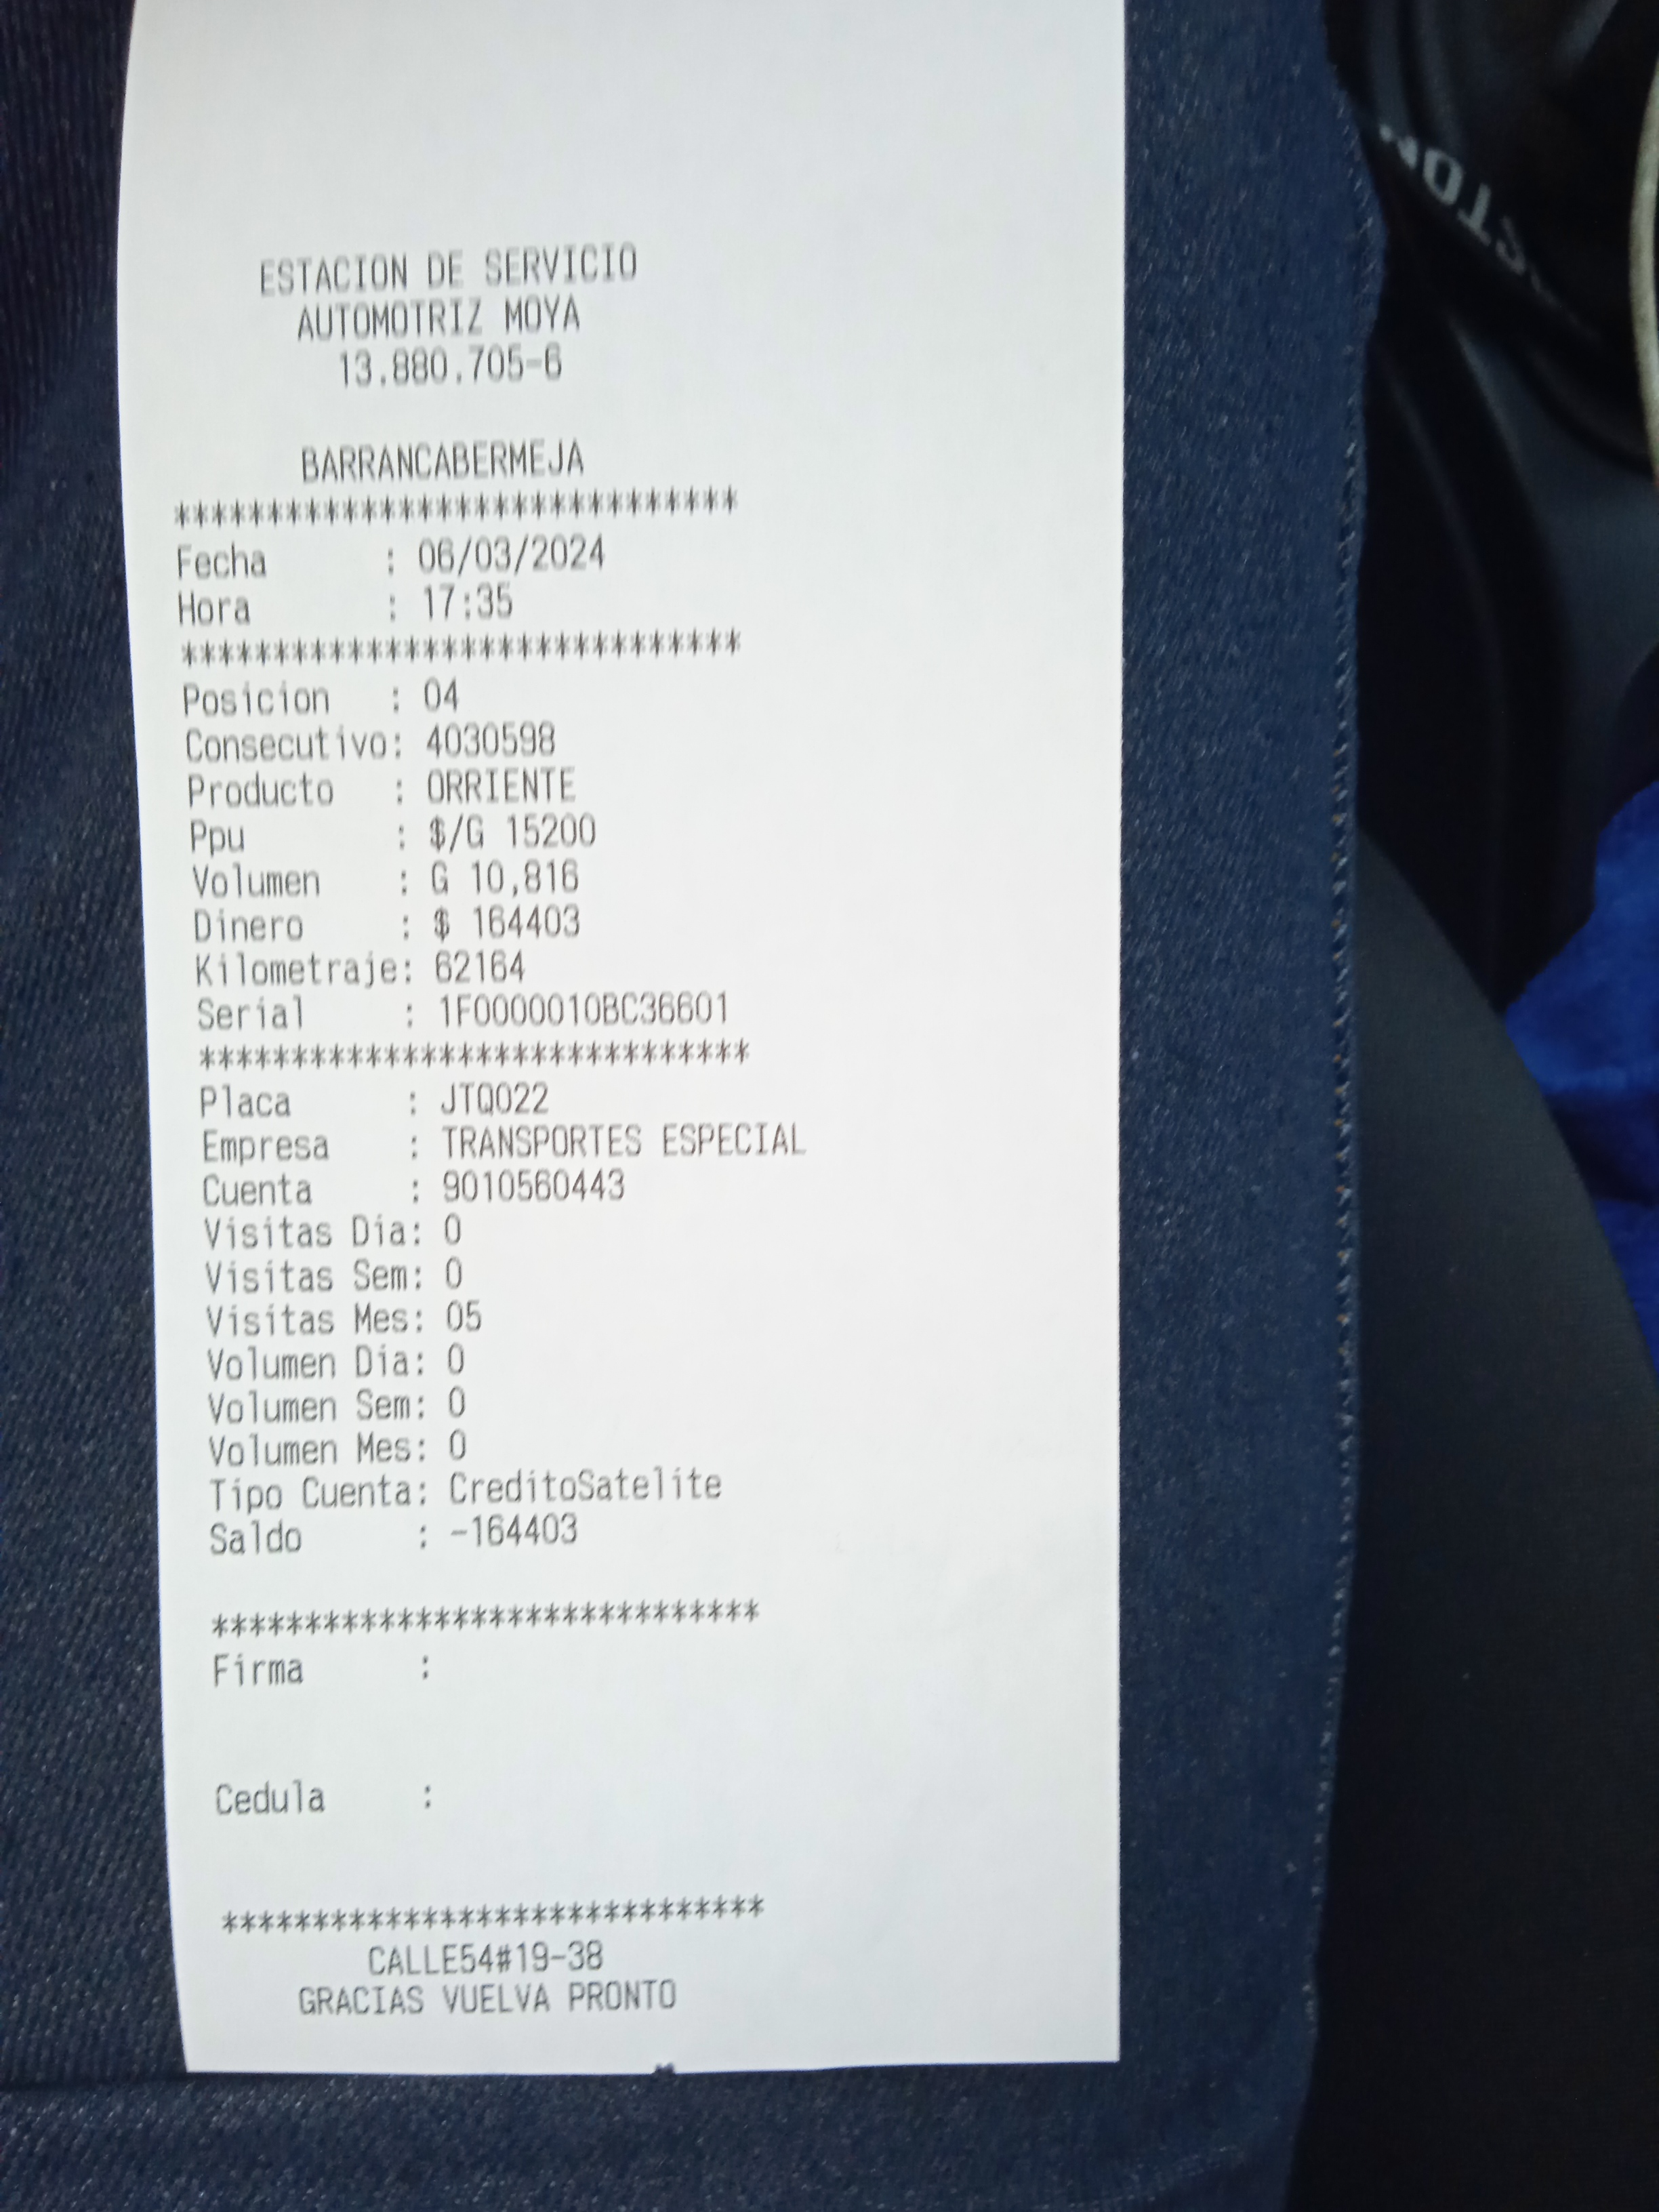 ESTACION DE SERVICIO
AUTOMOTRIZ MOYA
13.880.705-6
BARRANCABERMEJA
******************************
Fecha : 06/03/2024
Hora : 17:35
******************************
Posicion : 04
Consecutivo: 4030598
Producto : ORRIENTE
Ppu : $/G 15200
Volumen : G 10,816
Dinero : $ 164403
Kilometraje: 62164
Serial : 1F0000010BC36601
******************************
Placa : JTQ022
Empresa : TRANSPORTES ESPECIAL
Cuenta : 9010560443
Visitas Dia: 0
Visitas Sem: 0
Visitas Mes: 05
Volumen Dia: 0
Volumen Sem: 0
Volumen Mes: 0
Tipo Cuenta: CreditoSatelite
Saldo : -164403
******************************
Firma :
Cedula :
******************************
CALLE54#19-38
GRACIAS VUELVA PRONTO